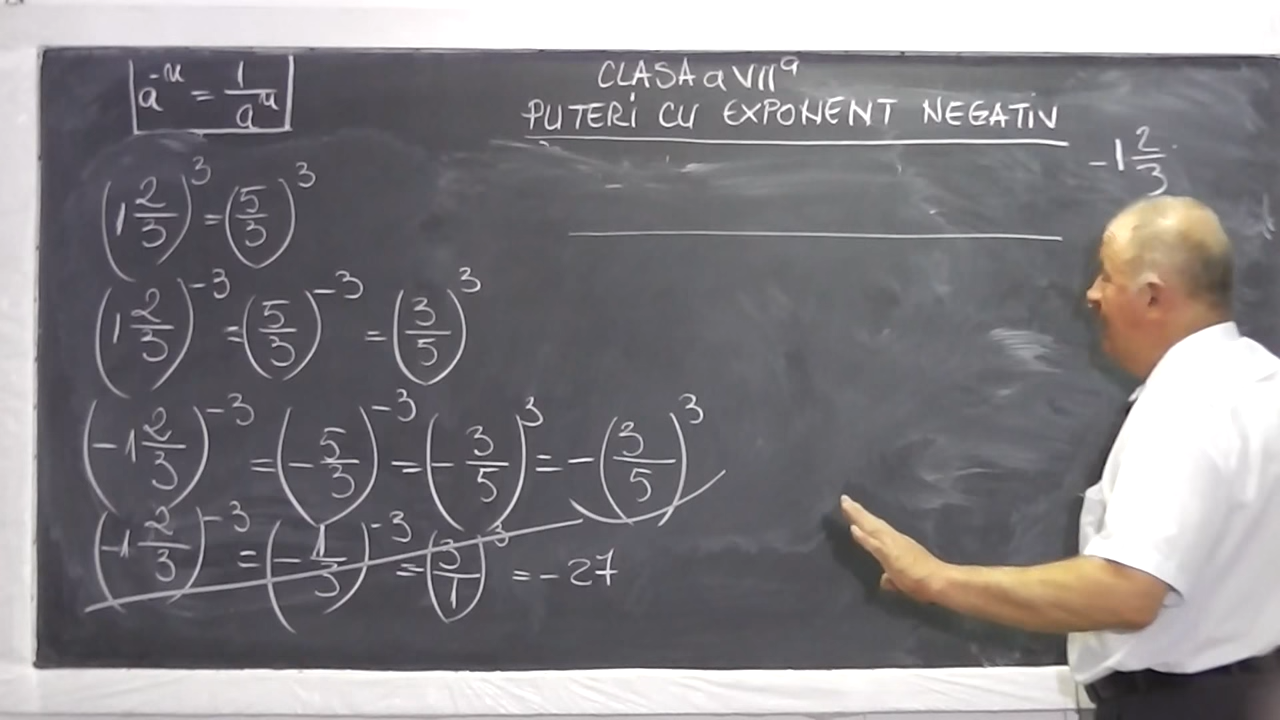 CLASA a VII a
PUTERI CU EXPONENT NEGATIV
a^-n = 1/a^n
-1 2/3
(1 2/3)^3 = (5/3)^3
(1 2/3)^-3 = (5/3)^-3 = (3/5)^3
(-1 2/3)^-3 = (-5/3)^-3 = (-3/5)^3 = -(3/5)^3
(-1 2/3)^-3 = (-1/3)^-3 = (3/1)^3 = -27